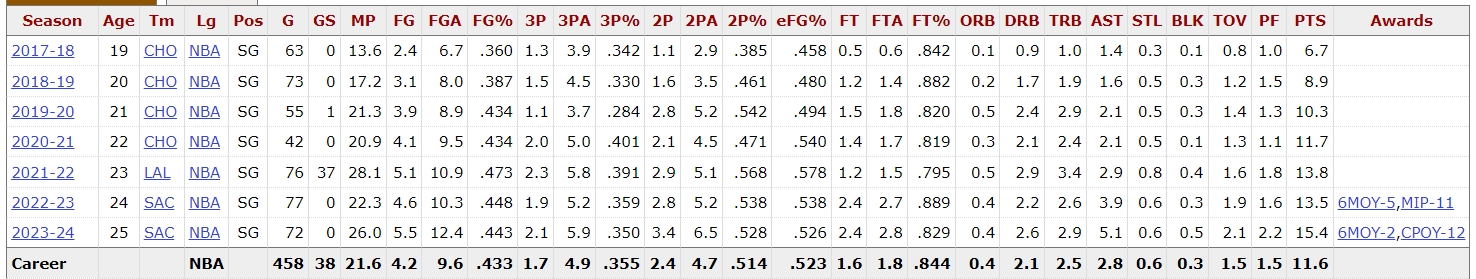 Season Age Tm Lg Pos G GS MP FG FGA FG% 3P 3PA 3P% 2P 2PA 2P% eFG% FT FTA FT% ORB DRB TRB AST STL BLK TOV PF PTS Awards
2017-18 19 CHO NBA SG 63 0 13.6 2.4 6.7 .360 1.3 3.9 .342 1.1 2.9 .385 .458 0.5 0.6 .842 0.1 0.9 1.0 1.4 0.3 0.1 0.8 1.0 6.7
2018-19 20 CHO NBA SG 73 0 17.2 3.1 8.0 .387 1.5 4.5 .330 1.6 3.5 .461 .480 1.2 1.4 .882 0.2 1.7 1.9 1.6 0.5 0.3 1.2 1.5 8.9
2019-20 21 CHO NBA SG 55 1 21.3 3.9 8.9 .434 1.1 3.7 .284 2.8 5.2 .542 .494 1.5 1.8 .820 0.5 2.4 2.9 2.1 0.5 0.3 1.4 1.3 10.3
2020-21 22 CHO NBA SG 42 0 20.9 4.1 9.5 .434 2.0 5.0 .401 2.1 4.5 .471 .540 1.4 1.7 .819 0.3 2.1 2.4 2.1 0.5 0.1 1.3 1.1 11.7
2021-22 23 LAL NBA SG 76 37 28.1 5.1 10.9 .473 2.3 5.8 .391 2.9 5.1 .568 .578 1.2 1.5 .795 0.5 2.9 3.4 2.9 0.8 0.4 1.6 1.8 13.8
2022-23 24 SAC NBA SG 77 0 22.3 4.6 10.3 .448 1.9 5.2 .359 2.8 5.2 .538 .538 2.4 2.7 .889 0.4 2.2 2.6 3.9 0.6 0.3 1.9 1.6 13.5 6MOY-5,MIP-11
2023-24 25 SAC NBA SG 72 0 26.0 5.5 12.4 .443 2.1 5.9 .350 3.4 6.5 .528 .526 2.4 2.8 .829 0.4 2.6 2.9 5.1 0.6 0.5 2.1 2.2 15.4 6MOY-2,CPOY-12
Career NBA 458 38 21.6 4.2 9.6 .433 1.7 4.9 .355 2.4 4.7 .514 .523 1.6 1.8 .844 0.4 2.1 2.5 2.8 0.6 0.3 1.5 1.5 11.6